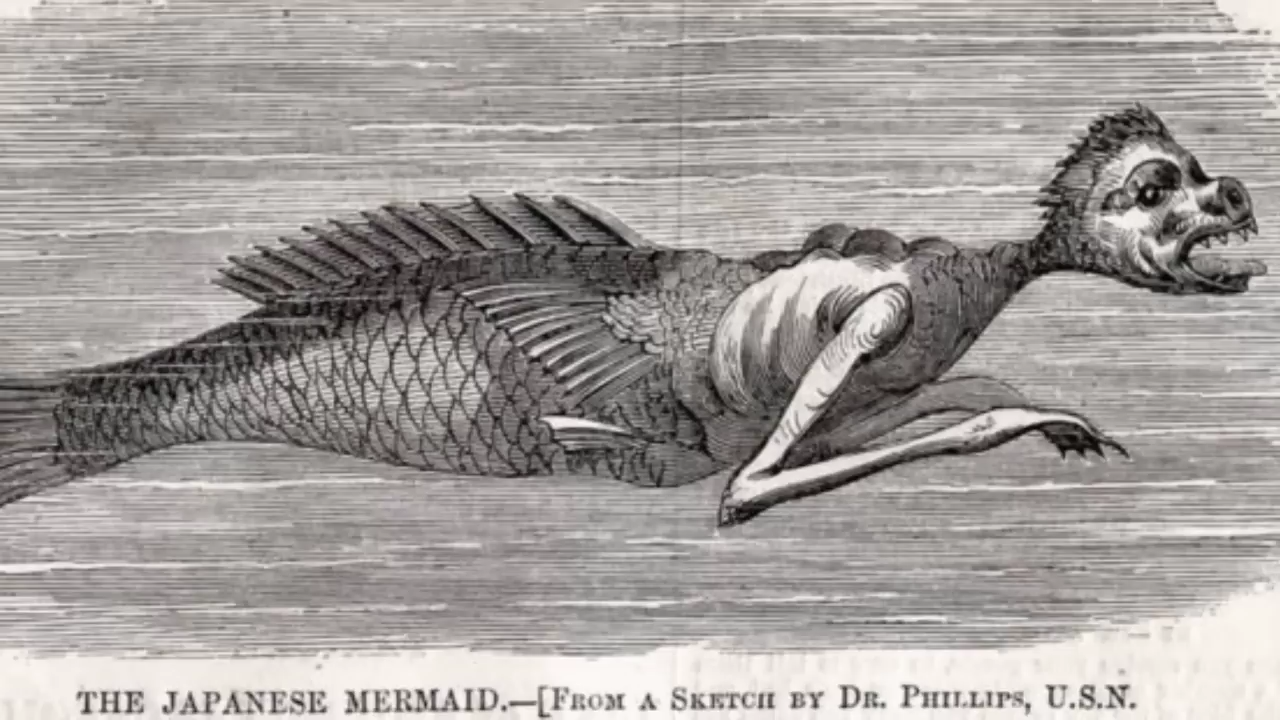 THE JAPANESE MERMAID.—[FROM A SKETCH BY DR. PHILLIPS, U.S.N.